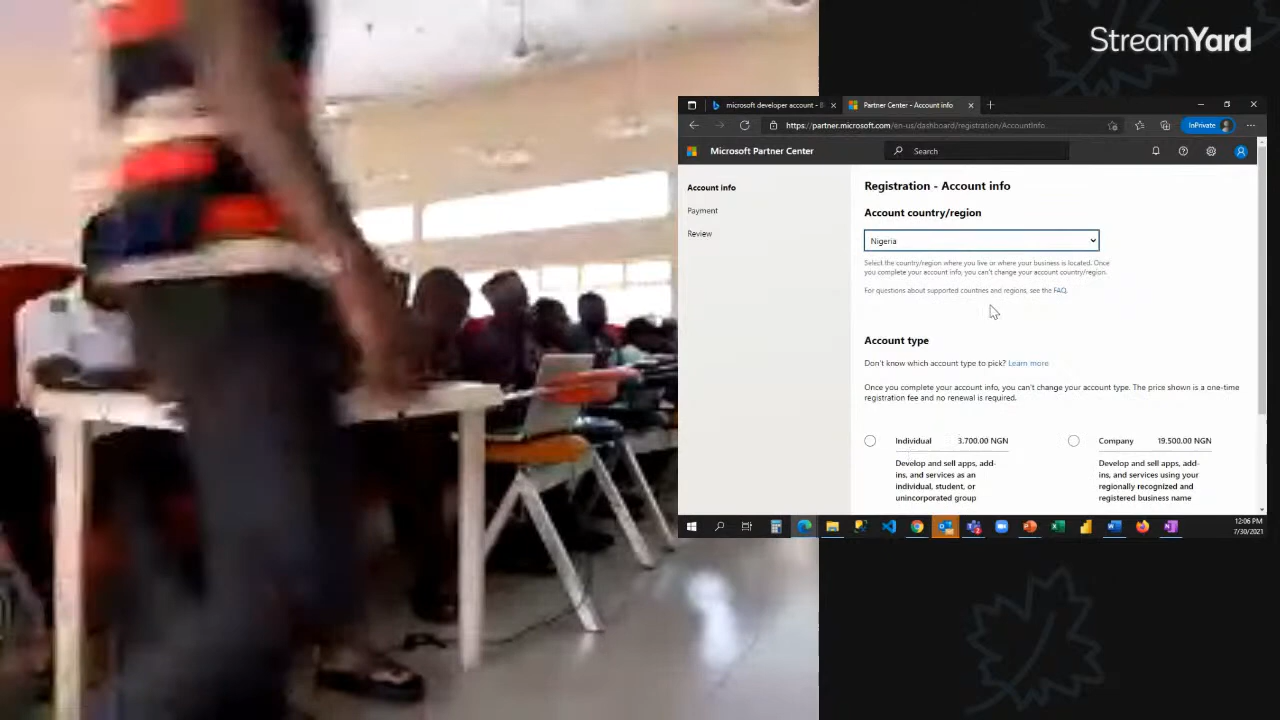 StreamYard
microsoft developer account - B
Partner Center - Account info
https://partner.microsoft.com/en-us/dashboard/registration/AccountInfo
InPrivate
Microsoft Partner Center
Search
Account info
Payment
Review
Registration - Account info
Account country/region
Nigeria
Select the country/region where you live or where your business is located. Once
you complete your account info, you can't change your account country/region.
For questions about supported countries and regions, see the FAQ.
Account type
Don't know which account type to pick? Learn more
Once you complete your account info, you can't change your account type. The price shown is a one-time
registration fee and no renewal is required.
Individual 3.700.00 NGN
Develop and sell apps, add-
ins, and services as an
individual, student, or
unincorporated group
Company 19.500.00 NGN
Develop and sell apps, add-
ins, and services using your
regionally recognized and
registered business name
12:06 PM
7/30/2021